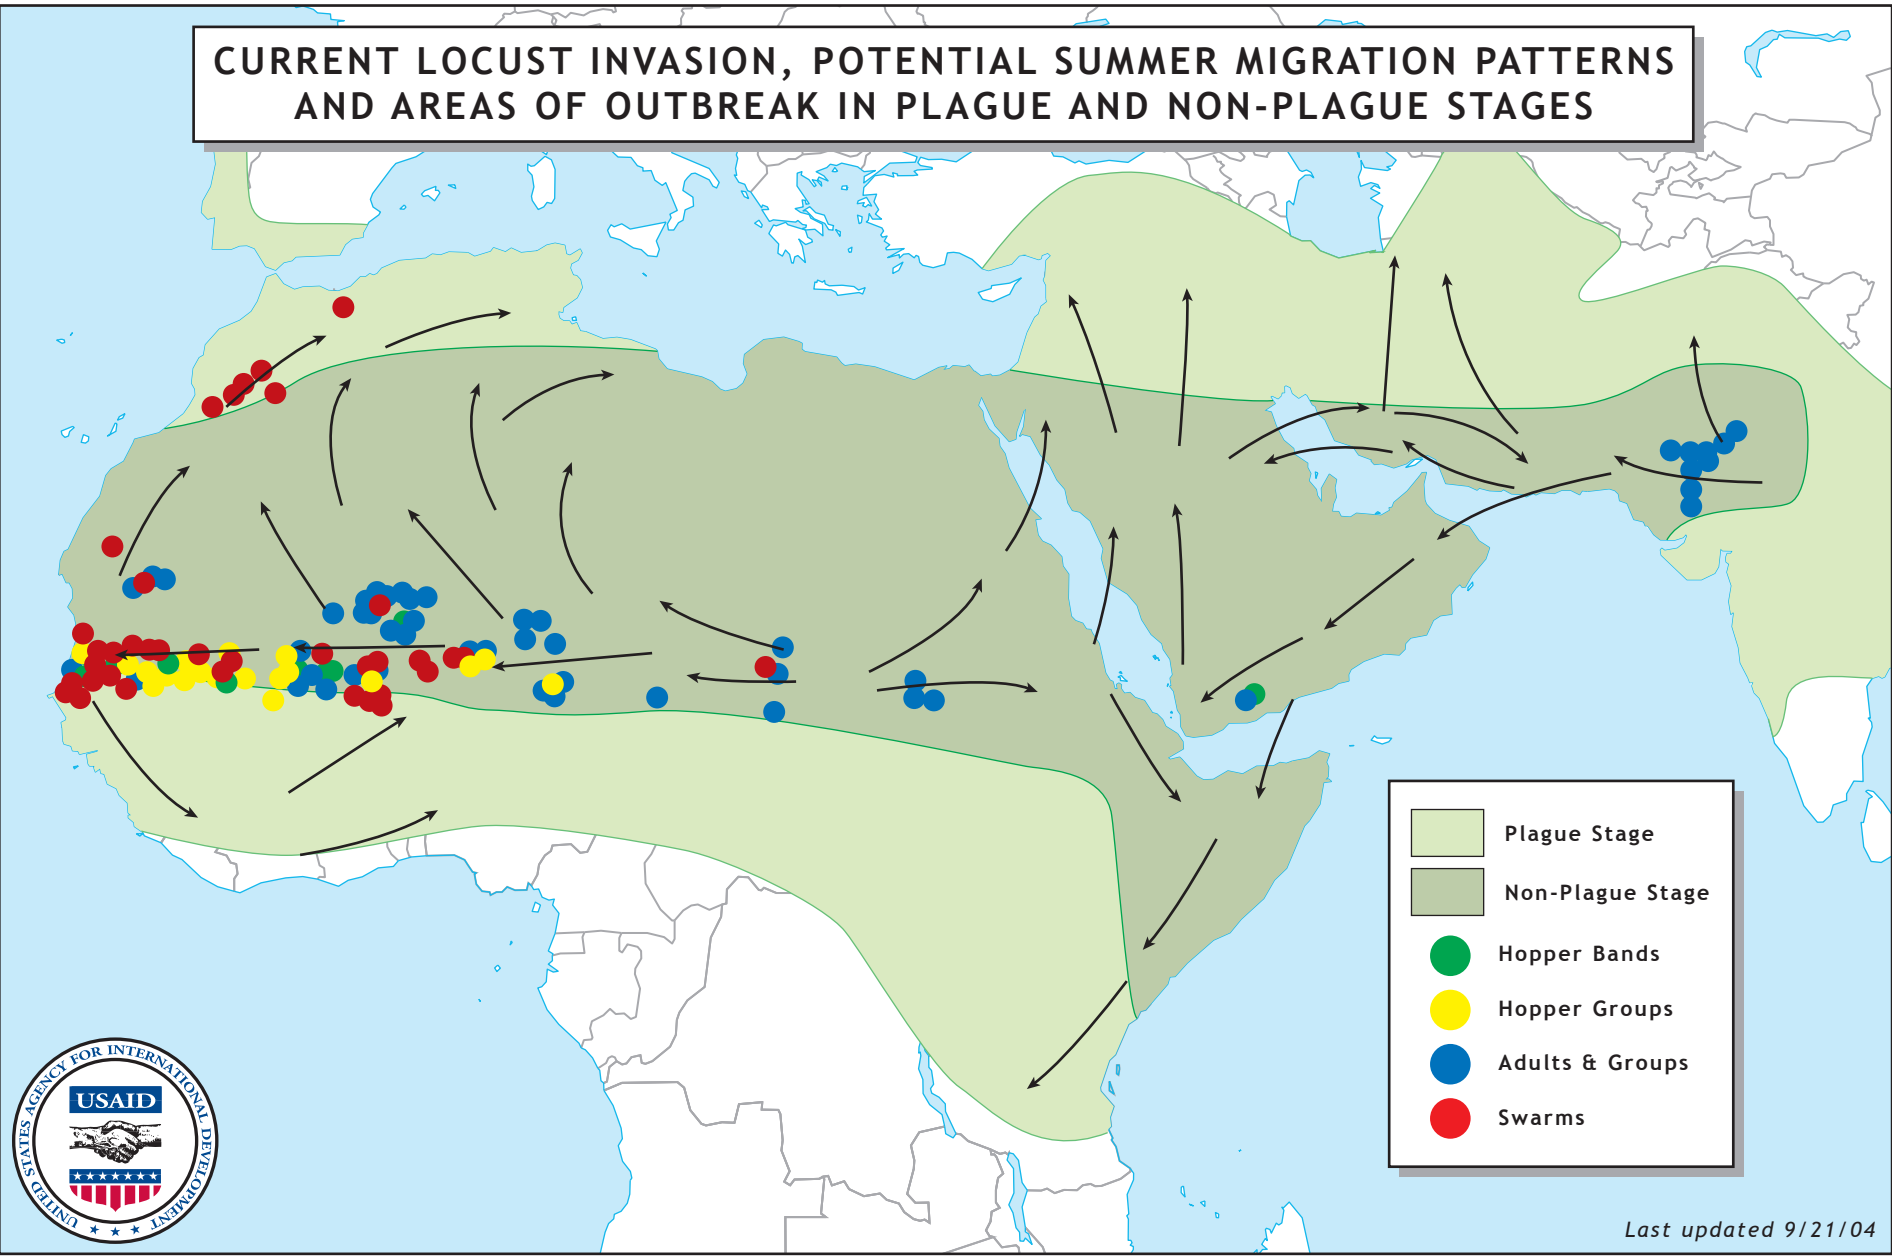 CURRENT LOCUST INVASION, POTENTIAL SUMMER MIGRATION PATTERNS
AND AREAS OF OUTBREAK IN PLAGUE AND NON-PLAGUE STAGES
Plague Stage
Non-Plague Stage
Hopper Bands
Hopper Groups
Adults & Groups
Swarms
UNITED STATES AGENCY FOR INTERNATIONAL DEVELOPMENT
USAID
Last updated 9/21/04